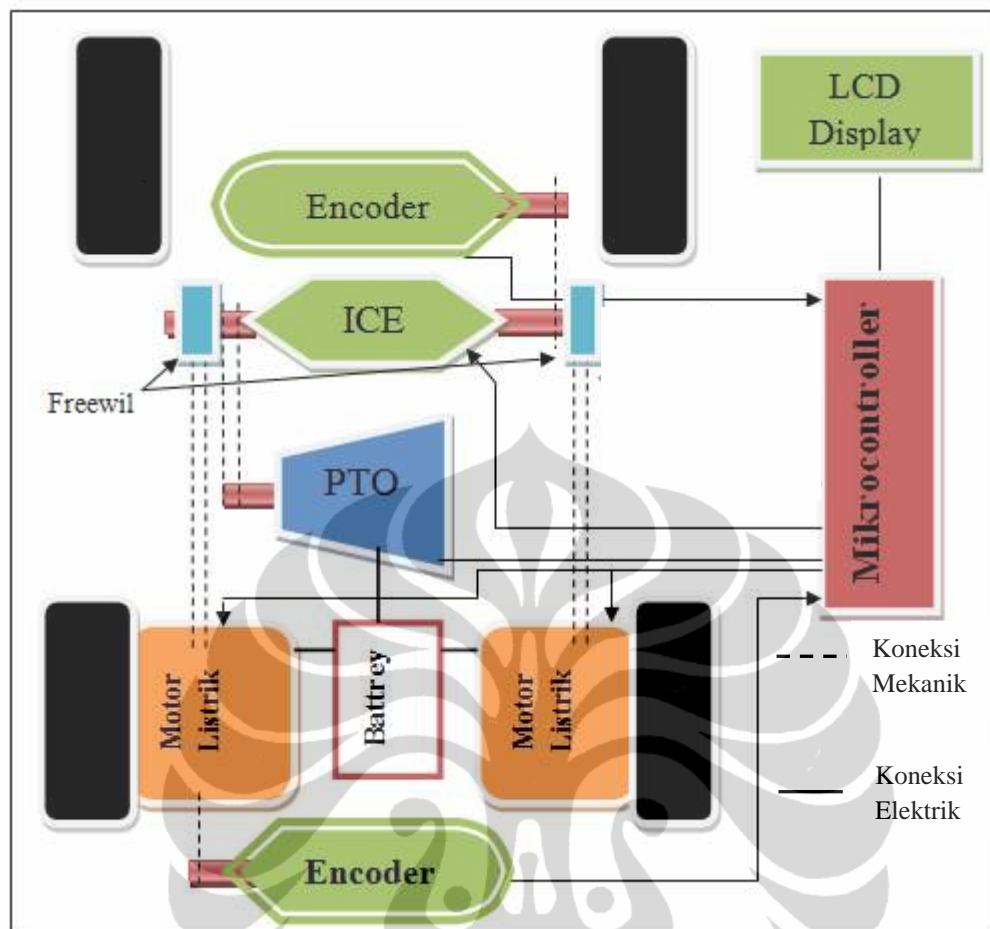 LCD
Display
Encoder
ICE
Freewil
PTO
Mikrocontroller
Motor
Listrik
Battrey
Motor
Listrik
Koneksi
Mekanik
Koneksi
Elektrik
Encoder